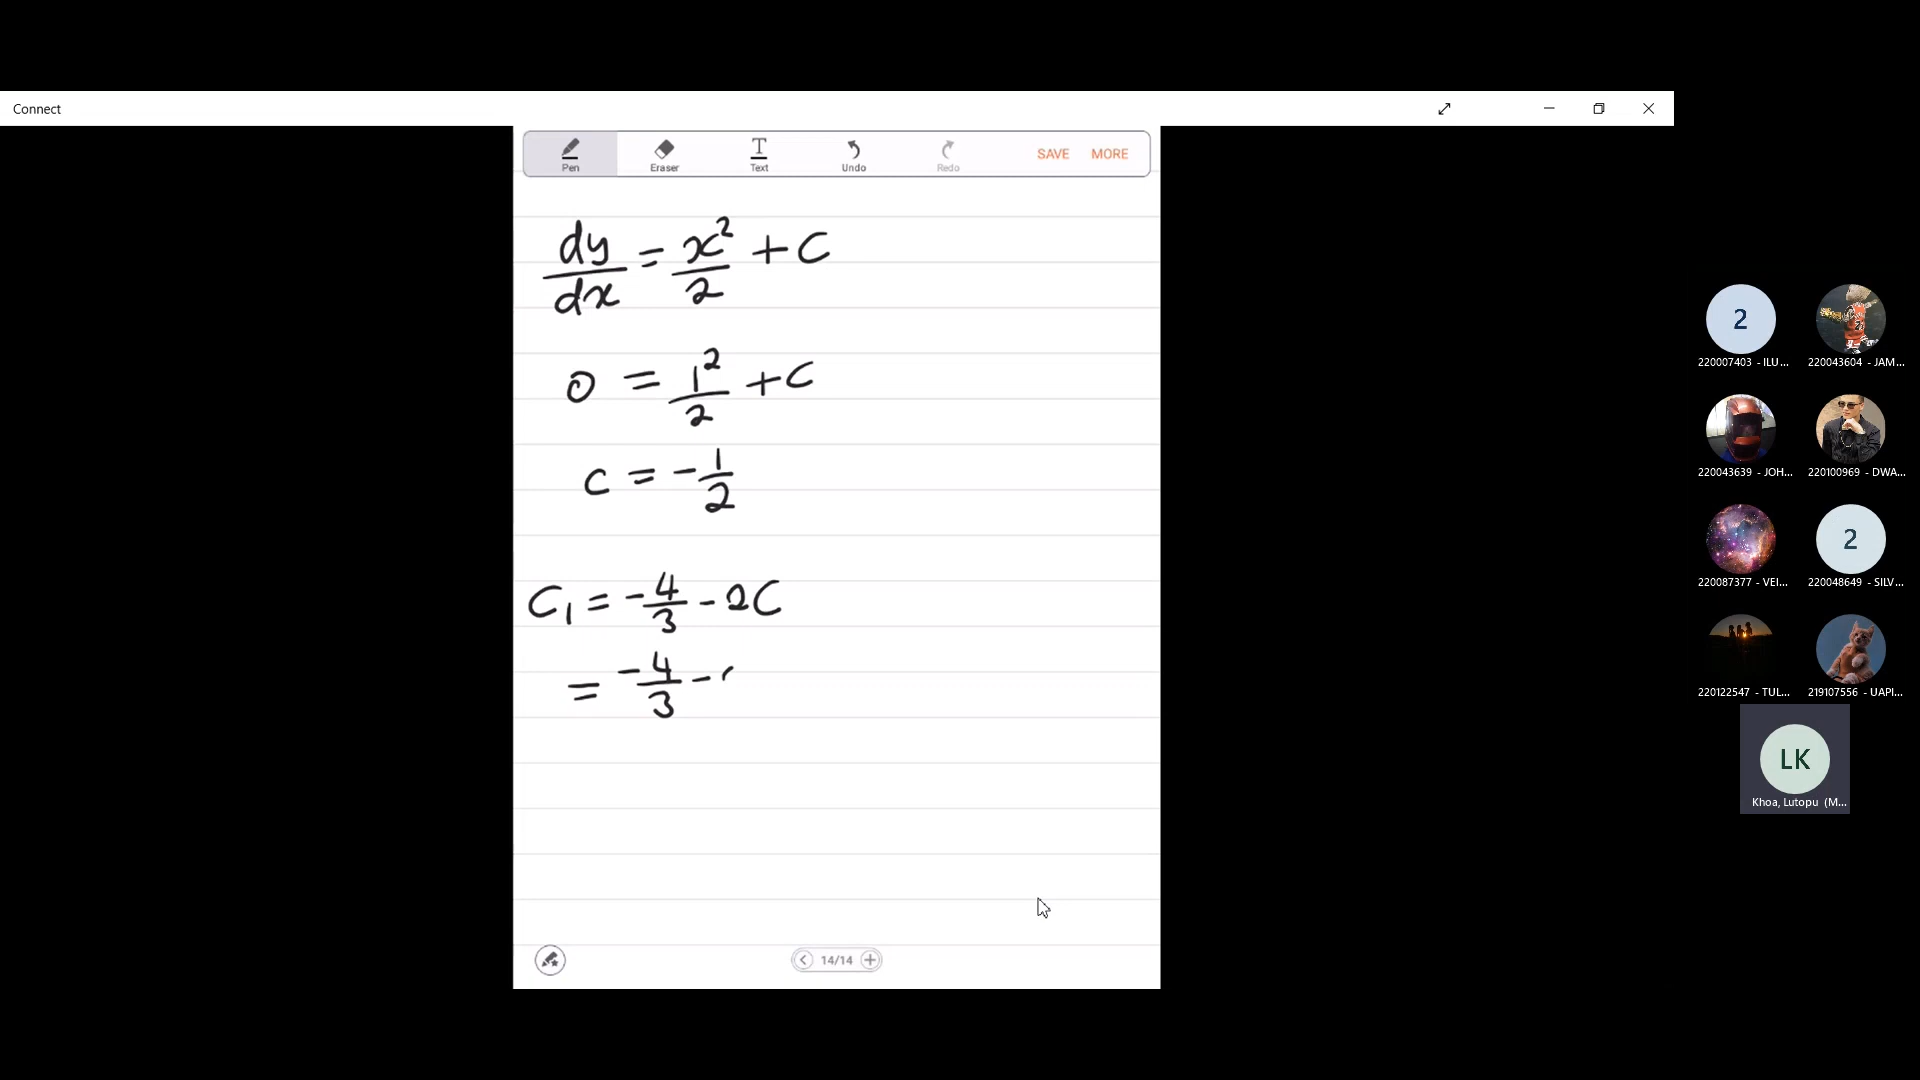 Connect
Pen Eraser Text Undo Redo SAVE MORE
dy/dx = x²/2 + C
0 = 1²/2 + C
C = -1/2
C₁ = -4/3 - 2C
= -4/3 -
14/14
2
220007403 - ILU...
220043604 - JAM...
220043639 - JOH...
220100969 - DWA...
220087377 - VEI...
2
220048649 - SILV...
220122547 - TUL...
219107556 - UAPI...
LK
Khoa, Lutopu (M...